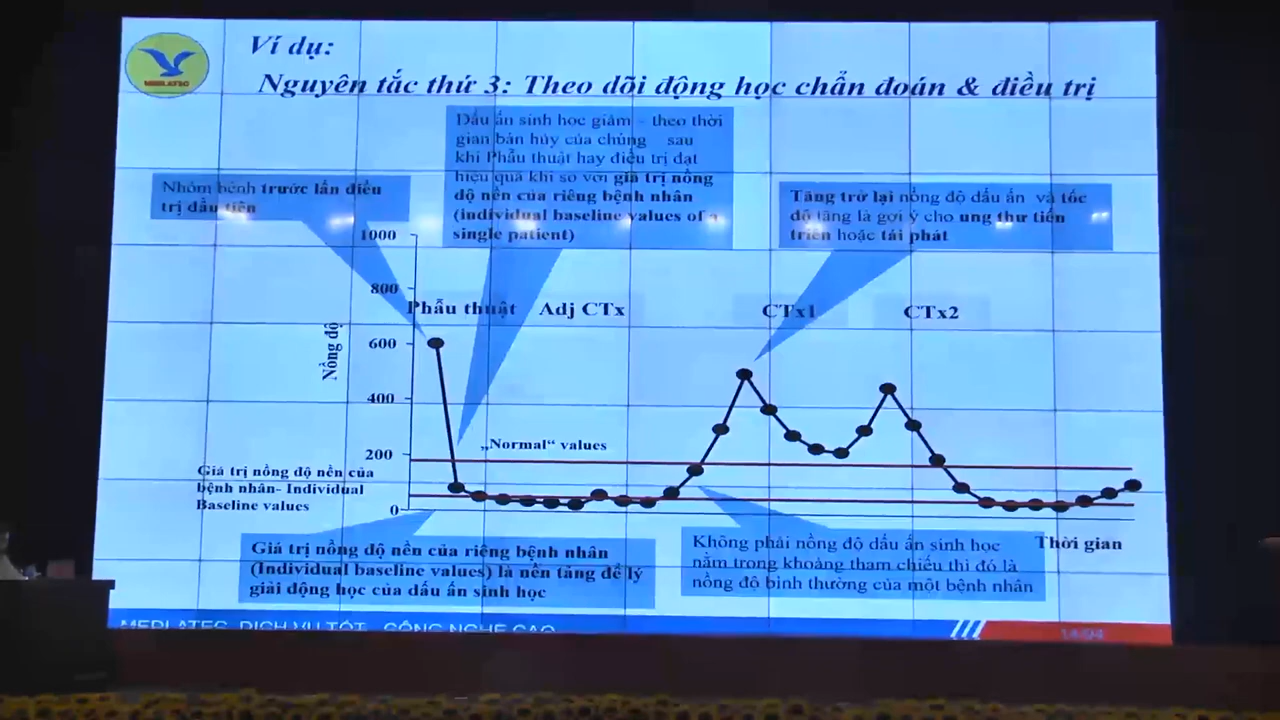 MEDLATEC
Ví dụ:
Nguyên tắc thứ 3: Theo dõi động học chẩn đoán & điều trị
Dấu ấn sinh học giảm – theo thời
gian bán hủy của chúng sau
khi Phẫu thuật hay điều trị đạt
hiệu quả khi so với giá trị nồng
độ nền của riêng bệnh nhân
(individual baseline values of a
single patient)
Nhóm bệnh trước lần điều
trị đầu tiên
Tăng trở lại nồng độ dấu ấn và tốc
độ tăng là gợi ý cho ung thư tiến
triển hoặc tái phát
1000
800
600
400
200
0
Nồng độ
Phẫu thuật
Adj CTx
CTx1
CTx2
„Normal“ values
Giá trị nồng độ nền của
bệnh nhân- Individual
Baseline values
Thời gian
Giá trị nồng độ nền của riêng bệnh nhân
(Individual baseline values) là nền tảng để lý
giải động học của dấu ấn sinh học
Không phải nồng độ dấu ấn sinh học
nằm trong khoảng tham chiếu thì đó là
nồng độ bình thường của một bệnh nhân
MEDLATEC DỊCH VỤ TỐT - CÔNG NGHỆ CAO